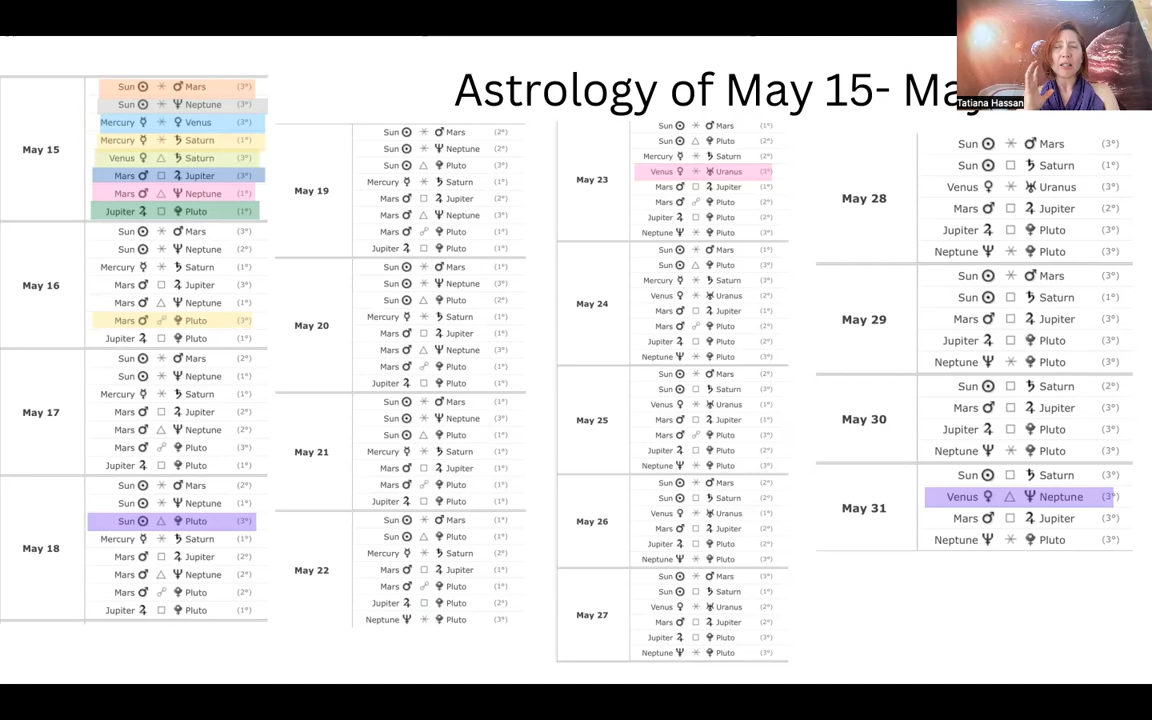 Astrology of May 15- May
Tatiana Hassan
May 15
Sun ☉ ⚹ ♂ Mars (3°)
Sun ☉ ⚹ ♆ Neptune (3°)
Mercury ☿ ⚹ ♀ Venus (3°)
Mercury ☿ ⚹ ♄ Saturn (1°)
Venus ♀ △ ♄ Saturn (3°)
Mars ♂ □ ♃ Jupiter (3°)
Mars ♂ △ ♆ Neptune (1°)
Jupiter ♃ □ ♇ Pluto (1°)
May 16
Sun ☉ ⚹ ♂ Mars (3°)
Sun ☉ ⚹ ♆ Neptune (2°)
Mercury ☿ ⚹ ♄ Saturn (1°)
Mars ♂ □ ♃ Jupiter (3°)
Mars ♂ △ ♆ Neptune (1°)
Mars ♂ ☍ ♇ Pluto (3°)
Jupiter ♃ □ ♇ Pluto (1°)
May 17
Sun ☉ ⚹ ♂ Mars (2°)
Sun ☉ ⚹ ♆ Neptune (1°)
Mercury ☿ ⚹ ♄ Saturn (1°)
Mars ♂ □ ♃ Jupiter (2°)
Mars ♂ △ ♆ Neptune (2°)
Mars ♂ ☍ ♇ Pluto (3°)
Jupiter ♃ □ ♇ Pluto (1°)
May 18
Sun ☉ ⚹ ♂ Mars (2°)
Sun ☉ ⚹ ♆ Neptune (1°)
Sun ☉ △ ♇ Pluto (3°)
Mercury ☿ ⚹ ♄ Saturn (1°)
Mars ♂ □ ♃ Jupiter (2°)
Mars ♂ △ ♆ Neptune (2°)
Mars ♂ ☍ ♇ Pluto (2°)
Jupiter ♃ □ ♇ Pluto (1°)
May 19
Sun ☉ ⚹ ♂ Mars (2°)
Sun ☉ ⚹ ♆ Neptune (2°)
Sun ☉ △ ♇ Pluto (3°)
Mercury ☿ ⚹ ♄ Saturn (1°)
Mars ♂ □ ♃ Jupiter (2°)
Mars ♂ △ ♆ Neptune (3°)
Mars ♂ ☍ ♇ Pluto (1°)
Jupiter ♃ □ ♇ Pluto (1°)
May 20
Sun ☉ ⚹ ♂ Mars (1°)
Sun ☉ ⚹ ♆ Neptune (3°)
Sun ☉ △ ♇ Pluto (2°)
Mercury ☿ ⚹ ♄ Saturn (1°)
Mars ♂ □ ♃ Jupiter (1°)
Mars ♂ △ ♆ Neptune (3°)
Mars ♂ ☍ ♇ Pluto (1°)
Jupiter ♃ □ ♇ Pluto (1°)
May 21
Sun ☉ ⚹ ♂ Mars (1°)
Sun ☉ ⚹ ♆ Neptune (3°)
Sun ☉ △ ♇ Pluto (1°)
Mercury ☿ ⚹ ♄ Saturn (1°)
Mars ♂ □ ♃ Jupiter (1°)
Mars ♂ ☍ ♇ Pluto (1°)
Jupiter ♃ □ ♇ Pluto (1°)
May 22
Sun ☉ ⚹ ♂ Mars (1°)
Sun ☉ △ ♇ Pluto (1°)
Mercury ☿ ⚹ ♄ Saturn (2°)
Mars ♂ □ ♃ Jupiter (1°)
Mars ♂ ☍ ♇ Pluto (1°)
Jupiter ♃ □ ♇ Pluto (2°)
Neptune ♆ ⚹ ♇ Pluto (3°)
May 23
Sun ☉ ⚹ ♂ Mars (1°)
Sun ☉ △ ♇ Pluto (2°)
Mercury ☿ ⚹ ♄ Saturn (2°)
Venus ♀ ⚹ ♅ Uranus (3°)
Mars ♂ □ ♃ Jupiter (1°)
Mars ♂ ☍ ♇ Pluto (2°)
Jupiter ♃ □ ♇ Pluto (2°)
Neptune ♆ ⚹ ♇ Pluto (3°)
May 24
Sun ☉ ⚹ ♂ Mars (1°)
Sun ☉ △ ♇ Pluto (3°)
Mercury ☿ ⚹ ♄ Saturn (3°)
Venus ♀ ⚹ ♅ Uranus (2°)
Mars ♂ □ ♃ Jupiter (1°)
Mars ♂ ☍ ♇ Pluto (2°)
Jupiter ♃ □ ♇ Pluto (2°)
Neptune ♆ ⚹ ♇ Pluto (3°)
May 25
Sun ☉ ⚹ ♂ Mars (2°)
Sun ☉ □ ♄ Saturn (3°)
Venus ♀ ⚹ ♅ Uranus (1°)
Mars ♂ □ ♃ Jupiter (1°)
Mars ♂ ☍ ♇ Pluto (3°)
Jupiter ♃ □ ♇ Pluto (2°)
Neptune ♆ ⚹ ♇ Pluto (3°)
May 26
Sun ☉ ⚹ ♂ Mars (2°)
Sun ☉ □ ♄ Saturn (2°)
Venus ♀ ⚹ ♅ Uranus (1°)
Mars ♂ □ ♃ Jupiter (2°)
Jupiter ♃ □ ♇ Pluto (2°)
Neptune ♆ ⚹ ♇ Pluto (3°)
May 27
Sun ☉ ⚹ ♂ Mars (3°)
Sun ☉ □ ♄ Saturn (1°)
Venus ♀ ⚹ ♅ Uranus (2°)
Mars ♂ □ ♃ Jupiter (2°)
Jupiter ♃ □ ♇ Pluto (3°)
Neptune ♆ ⚹ ♇ Pluto (3°)
May 28
Sun ☉ ⚹ ♂ Mars (3°)
Sun ☉ □ ♄ Saturn (1°)
Venus ♀ ⚹ ♅ Uranus (3°)
Mars ♂ □ ♃ Jupiter (2°)
Jupiter ♃ □ ♇ Pluto (3°)
Neptune ♆ ⚹ ♇ Pluto (3°)
May 29
Sun ☉ ⚹ ♂ Mars (3°)
Sun ☉ □ ♄ Saturn (1°)
Mars ♂ □ ♃ Jupiter (3°)
Jupiter ♃ □ ♇ Pluto (3°)
Neptune ♆ ⚹ ♇ Pluto (3°)
May 30
Sun ☉ □ ♄ Saturn (2°)
Mars ♂ □ ♃ Jupiter (3°)
Jupiter ♃ □ ♇ Pluto (3°)
Neptune ♆ ⚹ ♇ Pluto (3°)
May 31
Sun ☉ □ ♄ Saturn (3°)
Venus ♀ △ ♆ Neptune (3°)
Mars ♂ □ ♃ Jupiter (3°)
Neptune ♆ ⚹ ♇ Pluto (3°)